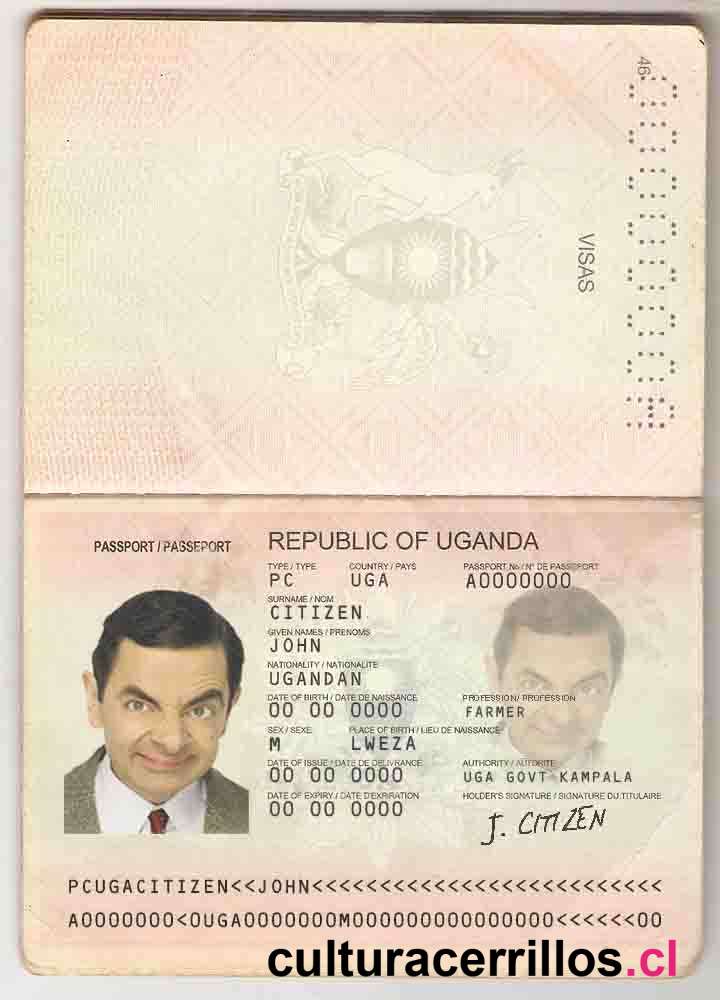 46
VISAS
A000000
PASSPORT / PASSEPORT
REPUBLIC OF UGANDA
TYPE / TYPE COUNTRY / PAYS PASSPORT No / N° DE PASSEPORT
PC UGA A0000000
SURNAME / NOM
CITIZEN
GIVEN NAMES / PRENOMS
JOHN
NATIONALITY / NATIONALITE
UGANDAN
DATE OF BIRTH / DATE DE NAISSANCE PROFESSION / PROFESSION
00 00 0000 FARMER
SEX / SEXE PLACE OF BIRTH / LIEU DE NAISSANCE
M LWEZA
DATE OF ISSUE / DATE DE DELIVRANCE AUTHORITY / AUTORITE
00 00 0000 UGA GOVT KAMPALA
DATE OF EXPIRY / DATE D'EXPIRATION HOLDER'S SIGNATURE / SIGNATURE DU TITULAIRE
00 00 0000 J. CITIZEN
PCUGACITIZEN<<JOHN<<<<<<<<<<<<<<<<<<<<<<<<<<
A0000000<0UGA0000000M000000000000000<<<<<<00
culturacerrillos.cl